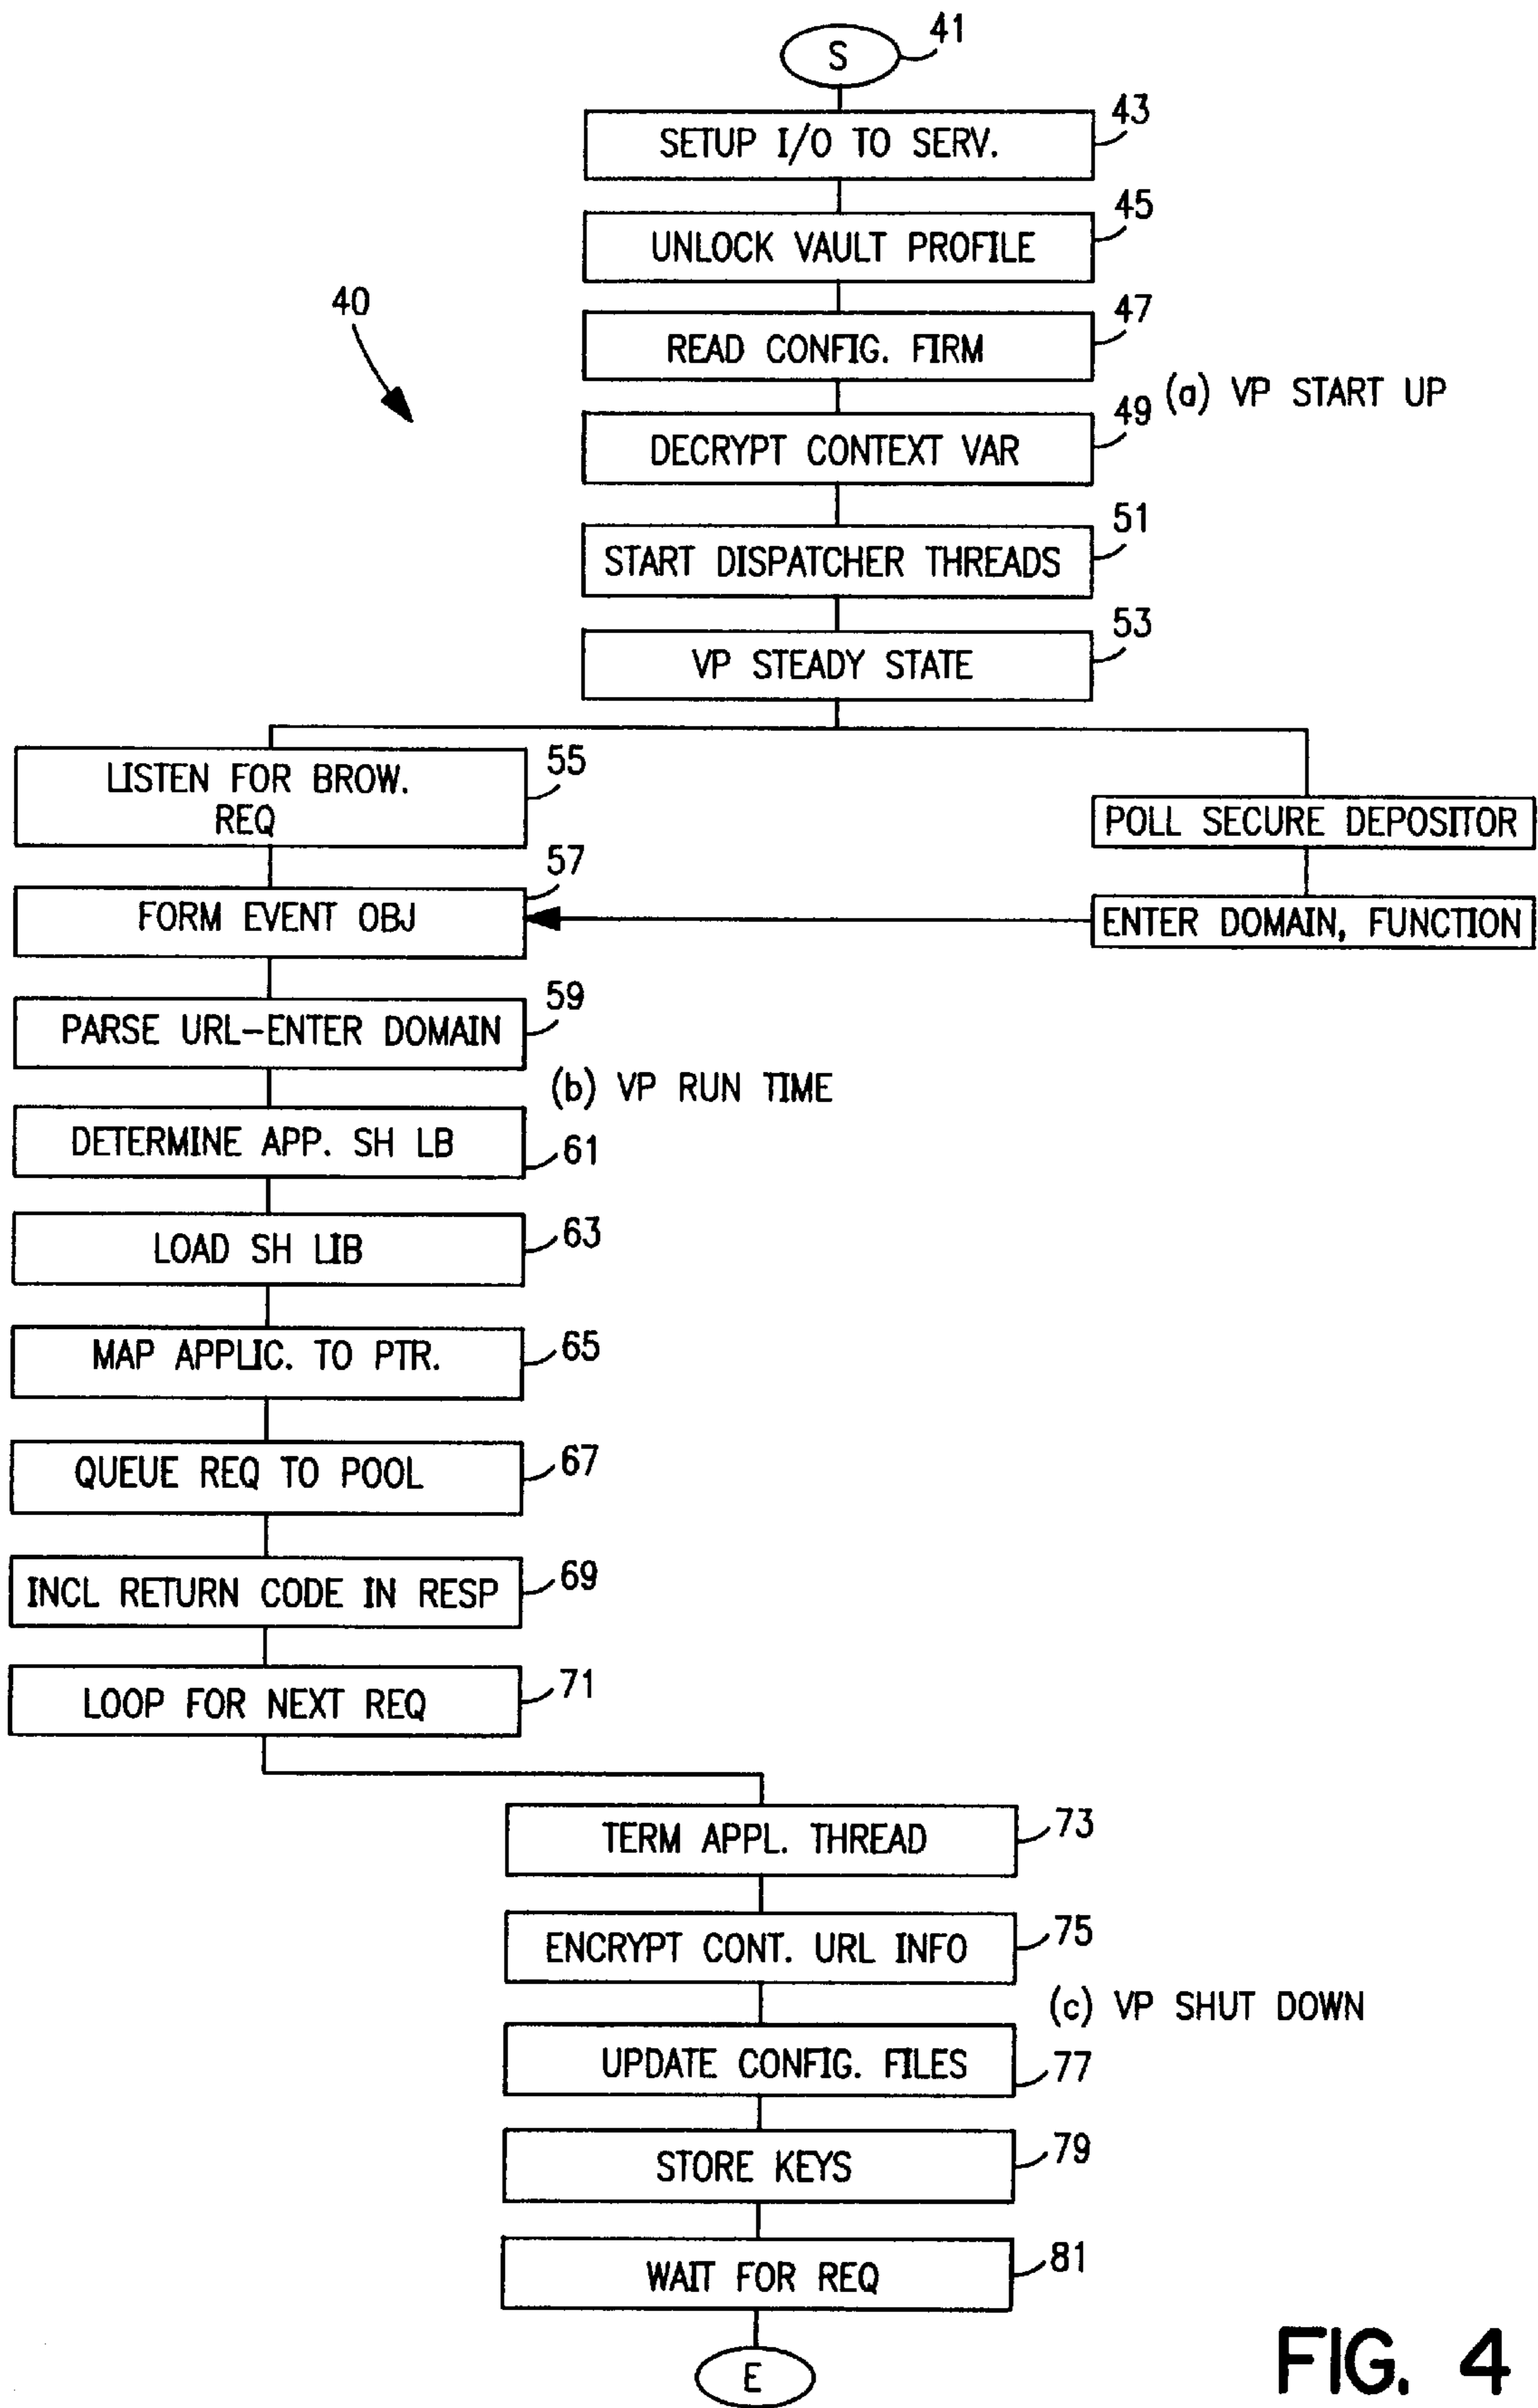 S
41
SETUP I/O TO SERV.
43
UNLOCK VAULT PROFILE
45
40
READ CONFIG. FIRM
47
(a) VP START UP
DECRYPT CONTEXT VAR
49
START DISPATCHER THREADS
51
VP STEADY STATE
53
LISTEN FOR BROW.
REQ
55
POLL SECURE DEPOSITOR
FORM EVENT OBJ
57
ENTER DOMAIN, FUNCTION
PARSE URL-ENTER DOMAIN
59
(b) VP RUN TIME
DETERMINE APP. SH LB
61
LOAD SH LIB
63
MAP APPLIC. TO PTR.
65
QUEUE REQ TO POOL
67
INCL RETURN CODE IN RESP
69
LOOP FOR NEXT REQ
71
TERM APPL. THREAD
73
ENCRYPT CONT. URL INFO
75
(c) VP SHUT DOWN
UPDATE CONFIG. FILES
77
STORE KEYS
79
WAIT FOR REQ
81
E
FIG. 4